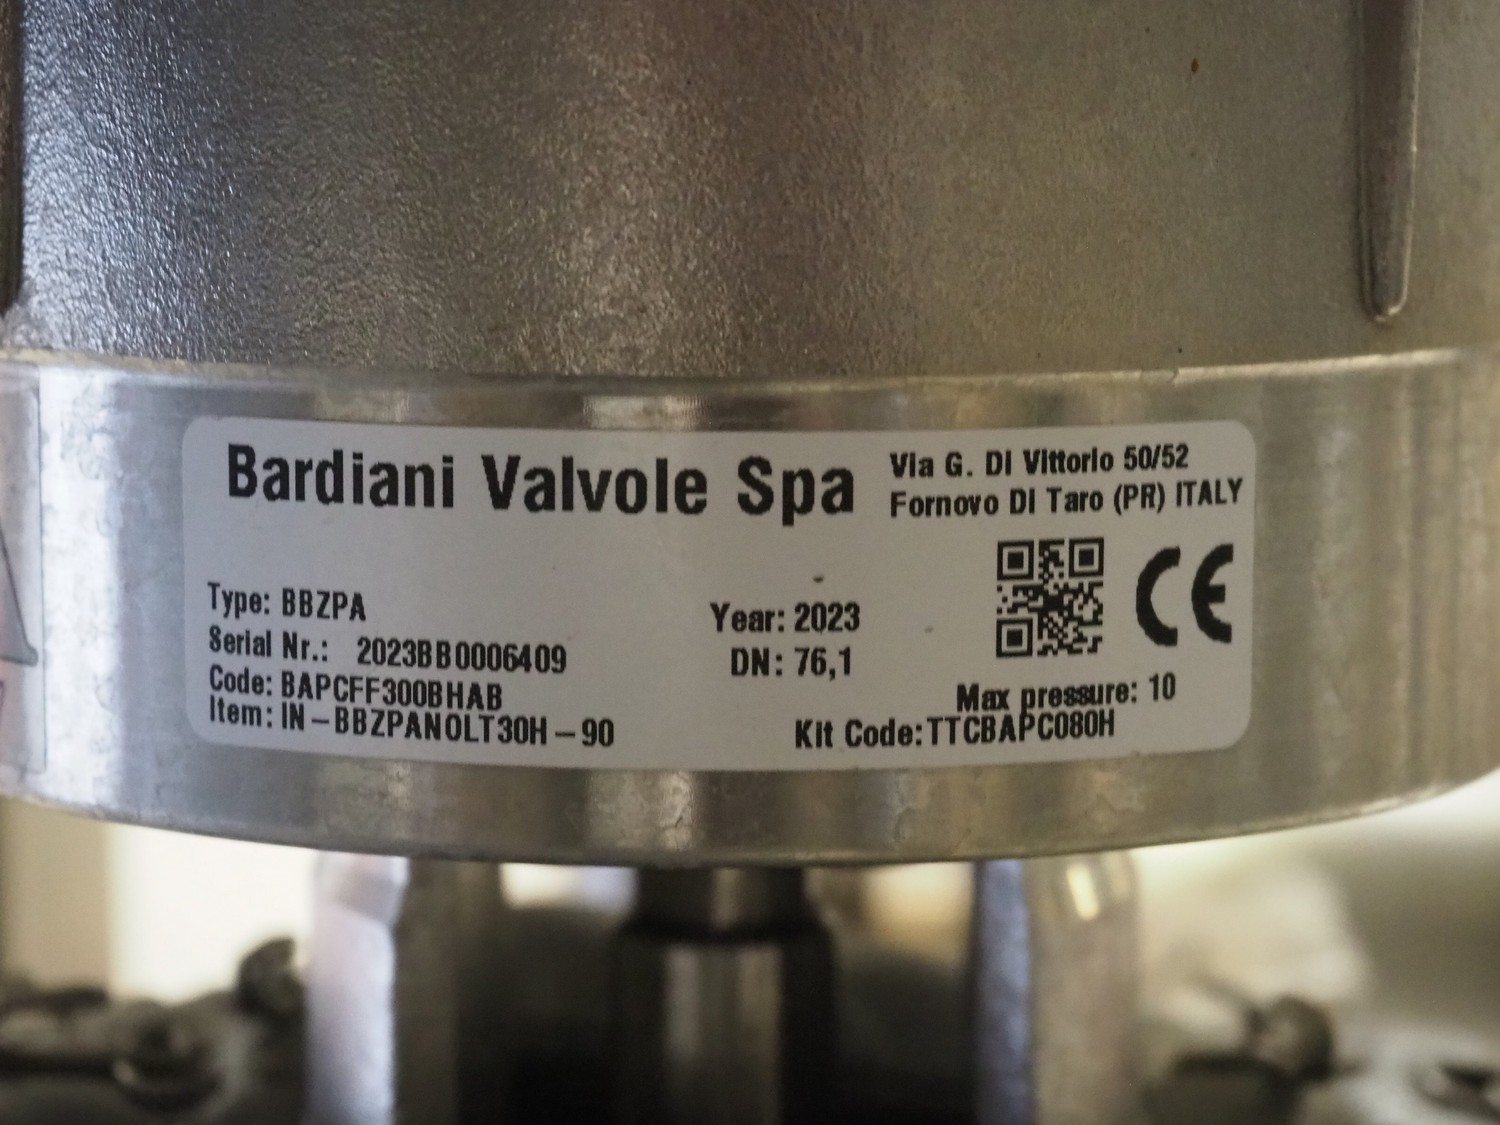 Bardiani Valvole Spa
Via G. Di Vittorio 50/52
Fornovo Di Taro (PR) ITALY
Type: BBZPA
Serial Nr.: 2023BB0006409
Code: BAPCFF300BHAB
Item: IN-BBZPANOLT30H-90
Year: 2023
DN: 76,1
CE
Max pressure: 10
Kit Code:TTCBAPC080H